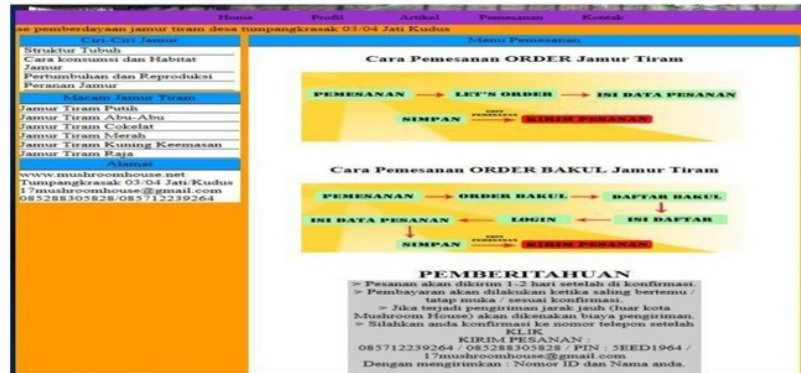 Home Profil Artikel Pemesanan Kontak
se pemberdayaan jamur tiram desa tumpangkrasak 03/04 Jati Kudus
Ciri-Ciri Jamur
Struktur Tubuh
Cara konsumsi dan Habitat
Jamur
Pertumbuhan dan Reproduksi
Peranan Jamur
Macam Jamur Tiram
Jamur Tiram Putih
Jamur Tiram Abu-Abu
Jamur Tiram Cokelat
Jamur Tiram Merah
Jamur Tiram Kuning Keemasan
Jamur Tiram Raja
Alamat
www.mushroomhouse.net
Tumpangkrasak 03/04 Jati/Kudus
17mushroomhouse@gmail.com
085288305828/085712239264
Menu Pemesanan
Cara Pemesanan ORDER Jamur Tiram
PEMESANAN LET'S ORDER ISI DATA PESANAN
SIMPAN EDIT PEMESANAN KIRIM PESANAN
Cara Pemesanan ORDER BAKUL Jamur Tiram
PEMESANAN ORDER BAKUL DAFTAR BAKUL
ISI DATA PESANAN LOGIN ISI DAFTAR
SIMPAN EDIT PEMESANAN KIRIM PESANAN
PEMBERITAHUAN
➢ Pesanan akan dikirim 1-2 hari setelah di konfirmasi.
➢ Pembayaran akan dilakukan ketika saling bertemu /
tatap muka / sesuai konfirmasi.
➢ Jika terjadi pengiriman jarak jauh (luar kota
Mushroom House) akan dikenakan biaya pengiriman.
➢ Silahkan anda konfirmasi ke nomor telepon setelah
KLIK
KIRIM PESANAN :
085712239264 / 085288305828 / PIN : 5EED1964 /
17mushroomhouse@gmail.com
Dengan mengirimkan : Nomor ID dan Nama anda.